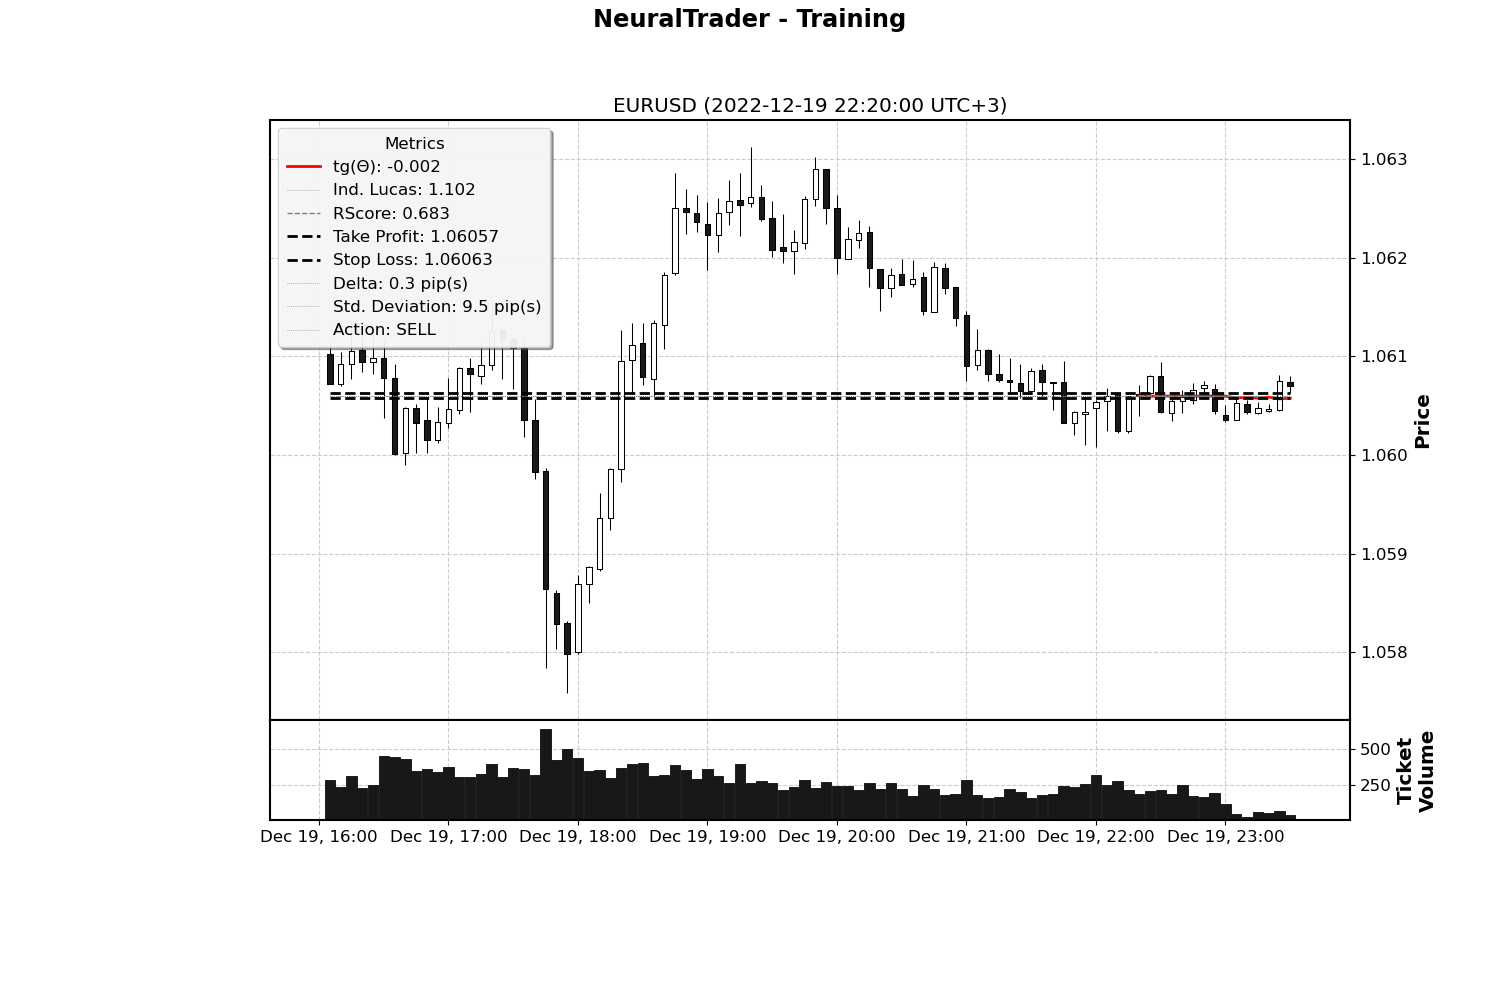 NeuralTrader - Training
EURUSD (2022-12-19 22:20:00 UTC+3)
Metrics
tg(Θ): -0.002
Ind. Lucas: 1.102
RScore: 0.683
Take Profit: 1.06057
Stop Loss: 1.06063
Delta: 0.3 pip(s)
Std. Deviation: 9.5 pip(s)
Action: SELL
1.063
1.062
1.061
1.060
1.059
1.058
Price
500
250
Ticket
Volume
Dec 19, 16:00 Dec 19, 17:00 Dec 19, 18:00 Dec 19, 19:00 Dec 19, 20:00 Dec 19, 21:00 Dec 19, 22:00 Dec 19, 23:00